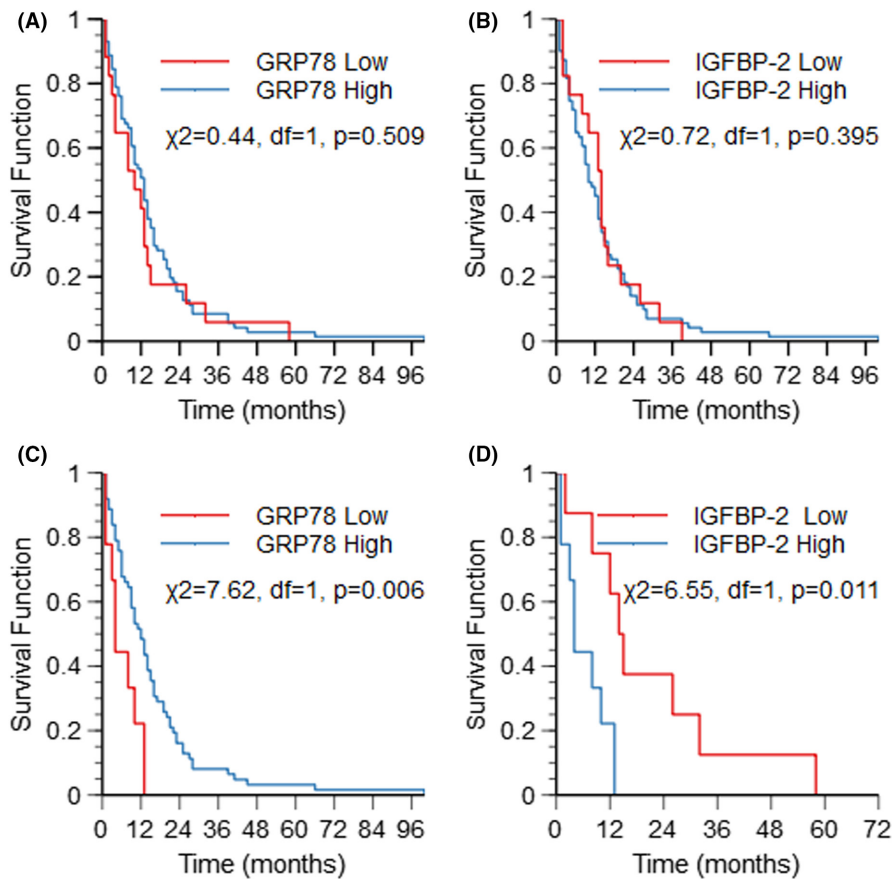 (A)
GRP78 Low
GRP78 High
χ2=0.44, df=1, p=0.509
Survival Function
1
0.8
0.6
0.4
0.2
0
0 12 24 36 48 60 72 84 96
Time (months)
(B)
IGFBP-2 Low
IGFBP-2 High
χ2=0.72, df=1, p=0.395
Survival Function
1
0.8
0.6
0.4
0.2
0
0 12 24 36 48 60 72 84 96
Time (months)
(C)
GRP78 Low
GRP78 High
χ2=7.62, df=1, p=0.006
Survival Function
1
0.8
0.6
0.4
0.2
0
0 12 24 36 48 60 72 84 96
Time (months)
(D)
IGFBP-2 Low
IGFBP-2 High
χ2=6.55, df=1, p=0.011
Survival Function
1
0.8
0.6
0.4
0.2
0
0 12 24 36 48 60 72
Time (months)